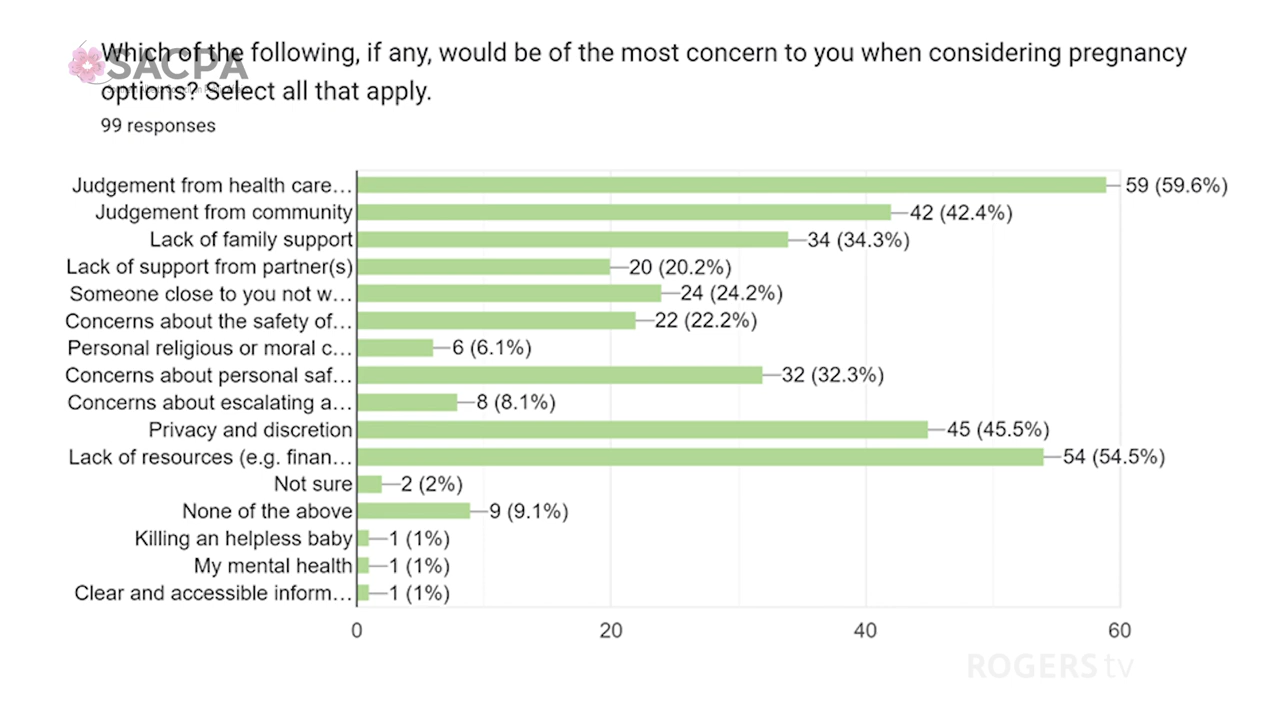 Which of the following, if any, would be of the most concern to you when considering pregnancy
options? Select all that apply.
SACPA
99 responses
Judgement from health care… 59 (59.6%)
Judgement from community 42 (42.4%)
Lack of family support 34 (34.3%)
Lack of support from partner(s) 20 (20.2%)
Someone close to you not w… 24 (24.2%)
Concerns about the safety of… 22 (22.2%)
Personal religious or moral c… 6 (6.1%)
Concerns about personal saf… 32 (32.3%)
Concerns about escalating a… 8 (8.1%)
Privacy and discretion 45 (45.5%)
Lack of resources (e.g. finan… 54 (54.5%)
Not sure 2 (2%)
None of the above 9 (9.1%)
Killing an helpless baby 1 (1%)
My mental health 1 (1%)
Clear and accessible inform… 1 (1%)
0 20 40 60
ROGERS tv